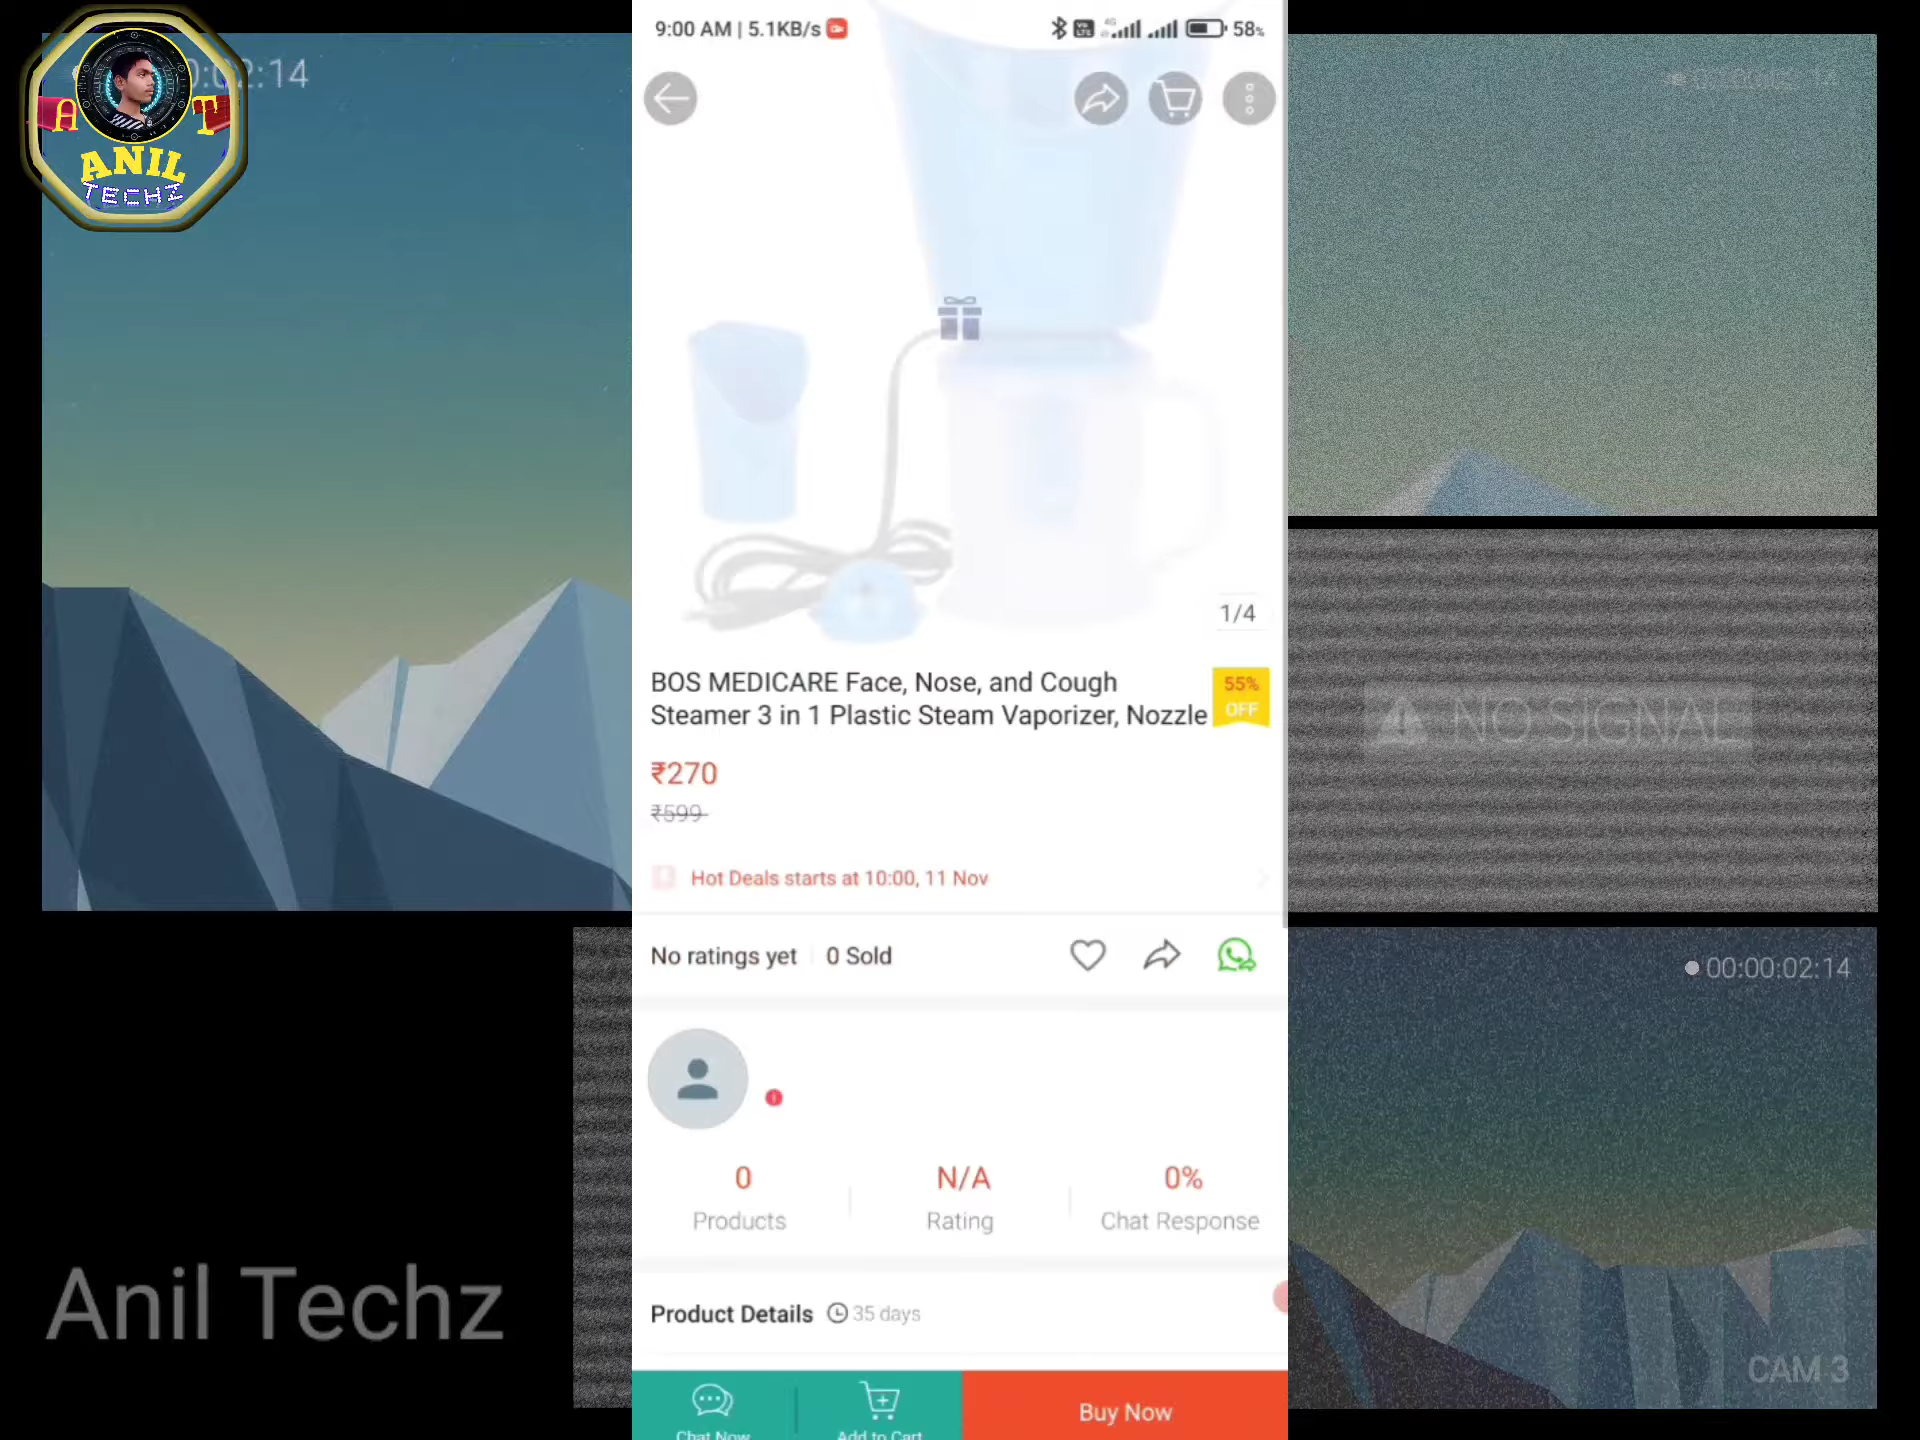 A T
ANIL
TECHZ
0:02:14
9:00 AM | 5.1KB/s
58%
1/4
BOS MEDICARE Face, Nose, and Cough
Steamer 3 in 1 Plastic Steam Vaporizer, Nozzle
55%
OFF
₹270
₹599
Hot Deals starts at 10:00, 11 Nov
No ratings yet
0 Sold
0
Products
N/A
Rating
0%
Chat Response
Product Details
35 days
Chat Now
Add to Cart
Buy Now
NO SIGNAL
00:00:02:14
CAM 3
Anil Techz